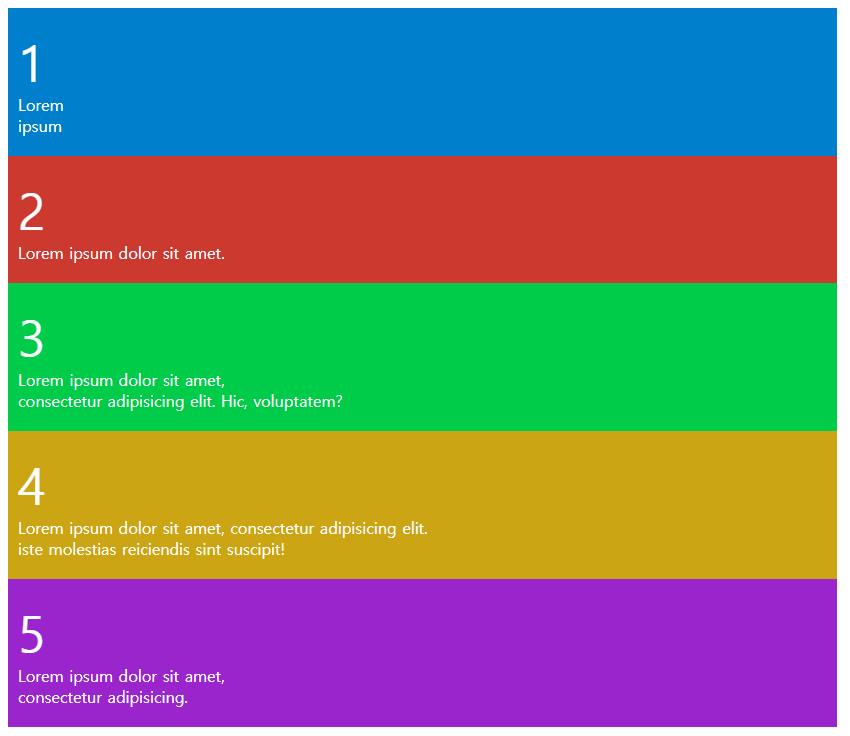 1
Lorem
ipsum
2
Lorem ipsum dolor sit amet.
3
Lorem ipsum dolor sit amet,
consectetur adipisicing elit. Hic, voluptatem?
4
Lorem ipsum dolor sit amet, consectetur adipisicing elit.
iste molestias reiciendis sint suscipit!
5
Lorem ipsum dolor sit amet,
consectetur adipisicing.